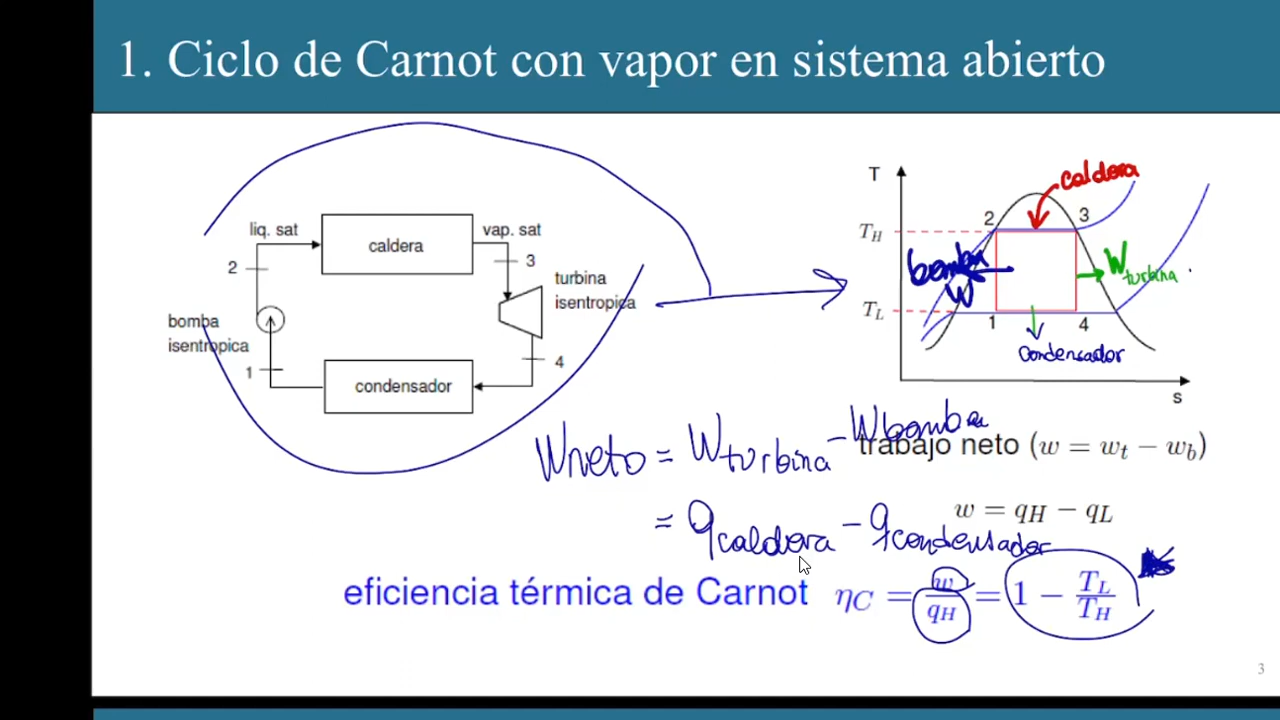 1. Ciclo de Carnot con vapor en sistema abierto
liq. sat
caldera
vap. sat
2
3
turbina
isentropica
bomba
isentropica
1
condensador
4
T
caldera
2
3
T_H
bomba
W
W turbina
T_L
1
4
condensador
s
Wneto = Wturbina - Wbomba
trabajo neto (w = w_t − w_b)
w = q_H − q_L
= qcaldera - qcondensador
eficiencia térmica de Carnot η_C = w/q_H = 1 − T_L/T_H
3